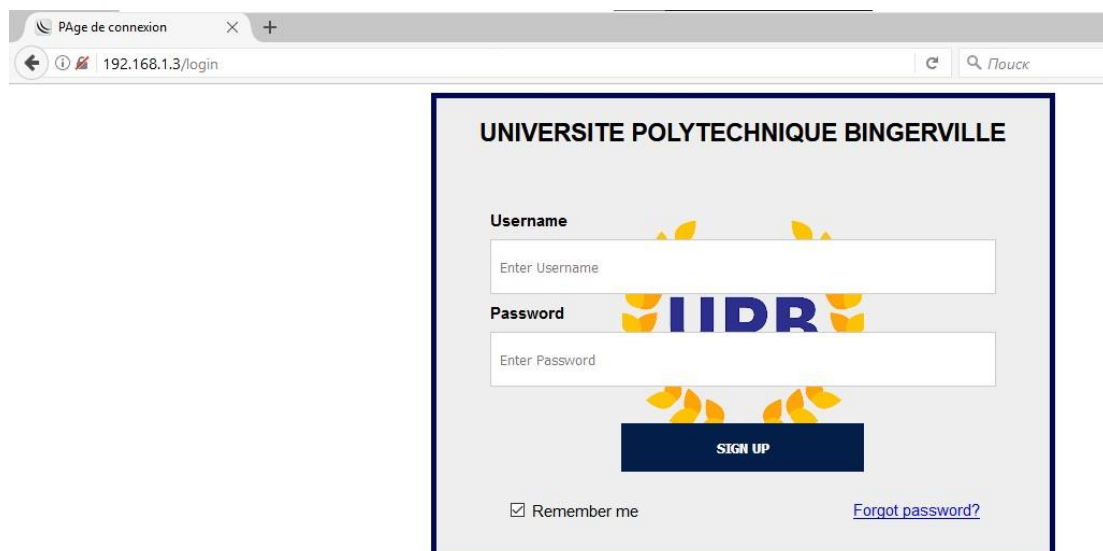 PAge de connexion
192.168.1.3/login
Поиск
UNIVERSITE POLYTECHNIQUE BINGERVILLE
Username
Enter Username
UPB
Password
Enter Password
SIGN UP
Remember me
Forgot password?